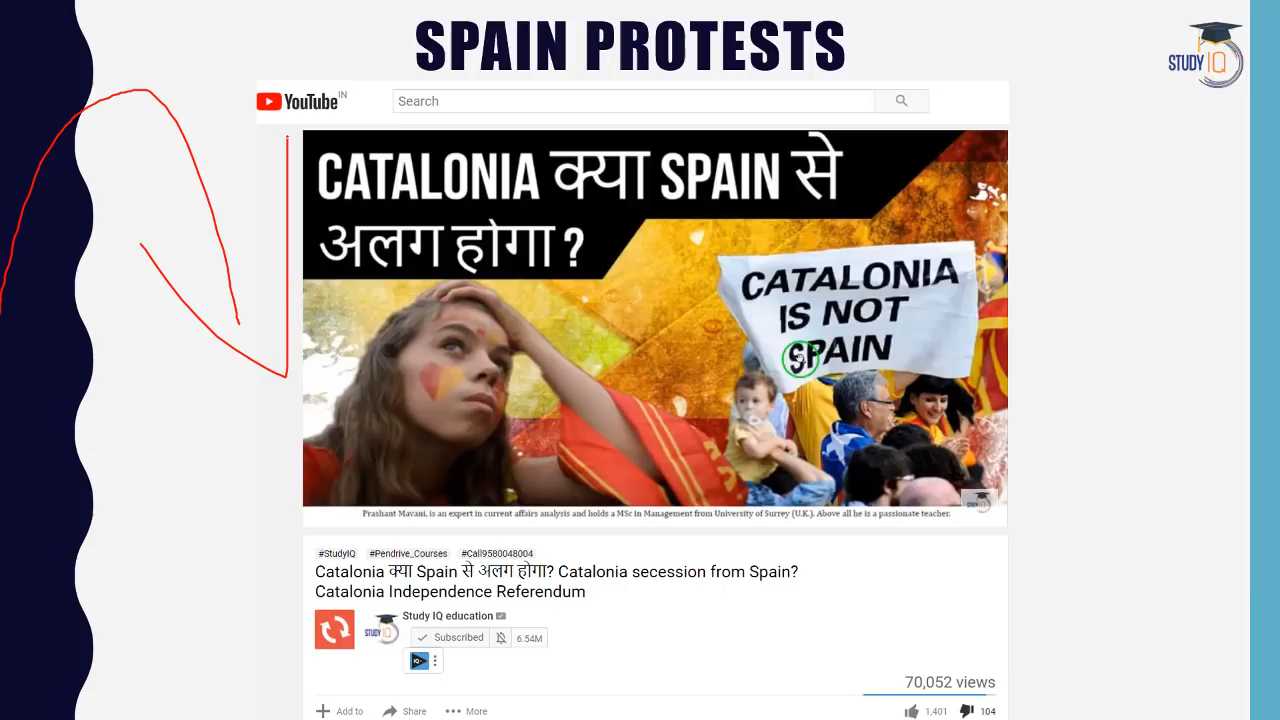 SPAIN PROTESTS
STUDY IQ
YouTube IN
Search
CATALONIA क्या SPAIN से
अलग होगा ?
CATALONIA
IS NOT
SPAIN
Prashant Mavani, is an expert in current affairs analysis and holds a MSc in Management from University of Surrey (U.K.). Above all he is a passionate teacher.
#StudyIQ #Pendrive_Courses #Call9580048004
Catalonia क्या Spain से अलग होगा? Catalonia secession from Spain?
Catalonia Independence Referendum
STUDY IQ
Study IQ education
Subscribed 6.54M
IQ
70,052 views
Add to Share More 1,401 104